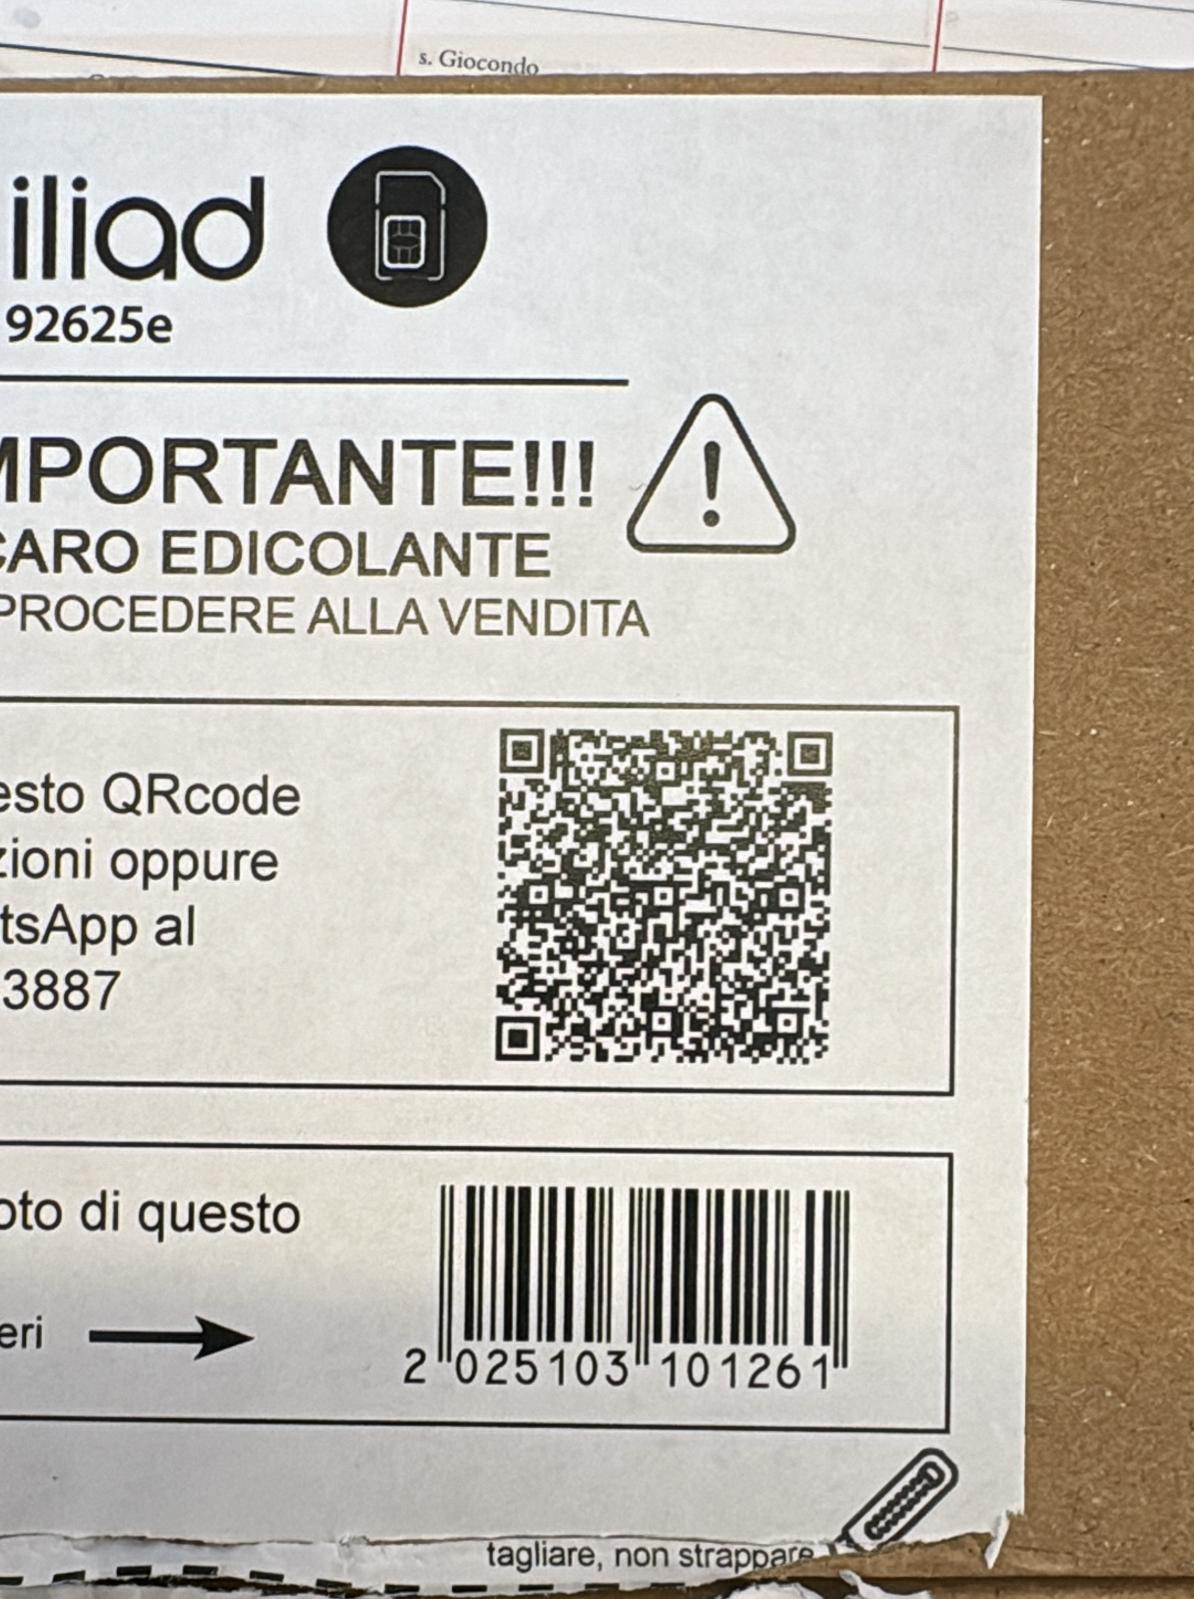 s. Giocondo
iliad
92625e
MPORTANTE!!!
CARO EDICOLANTE
PROCEDERE ALLA VENDITA
esto QRcode
zioni oppure
tsApp al
3887
oto di questo
eri
2 025103 101261
tagliare, non strappare